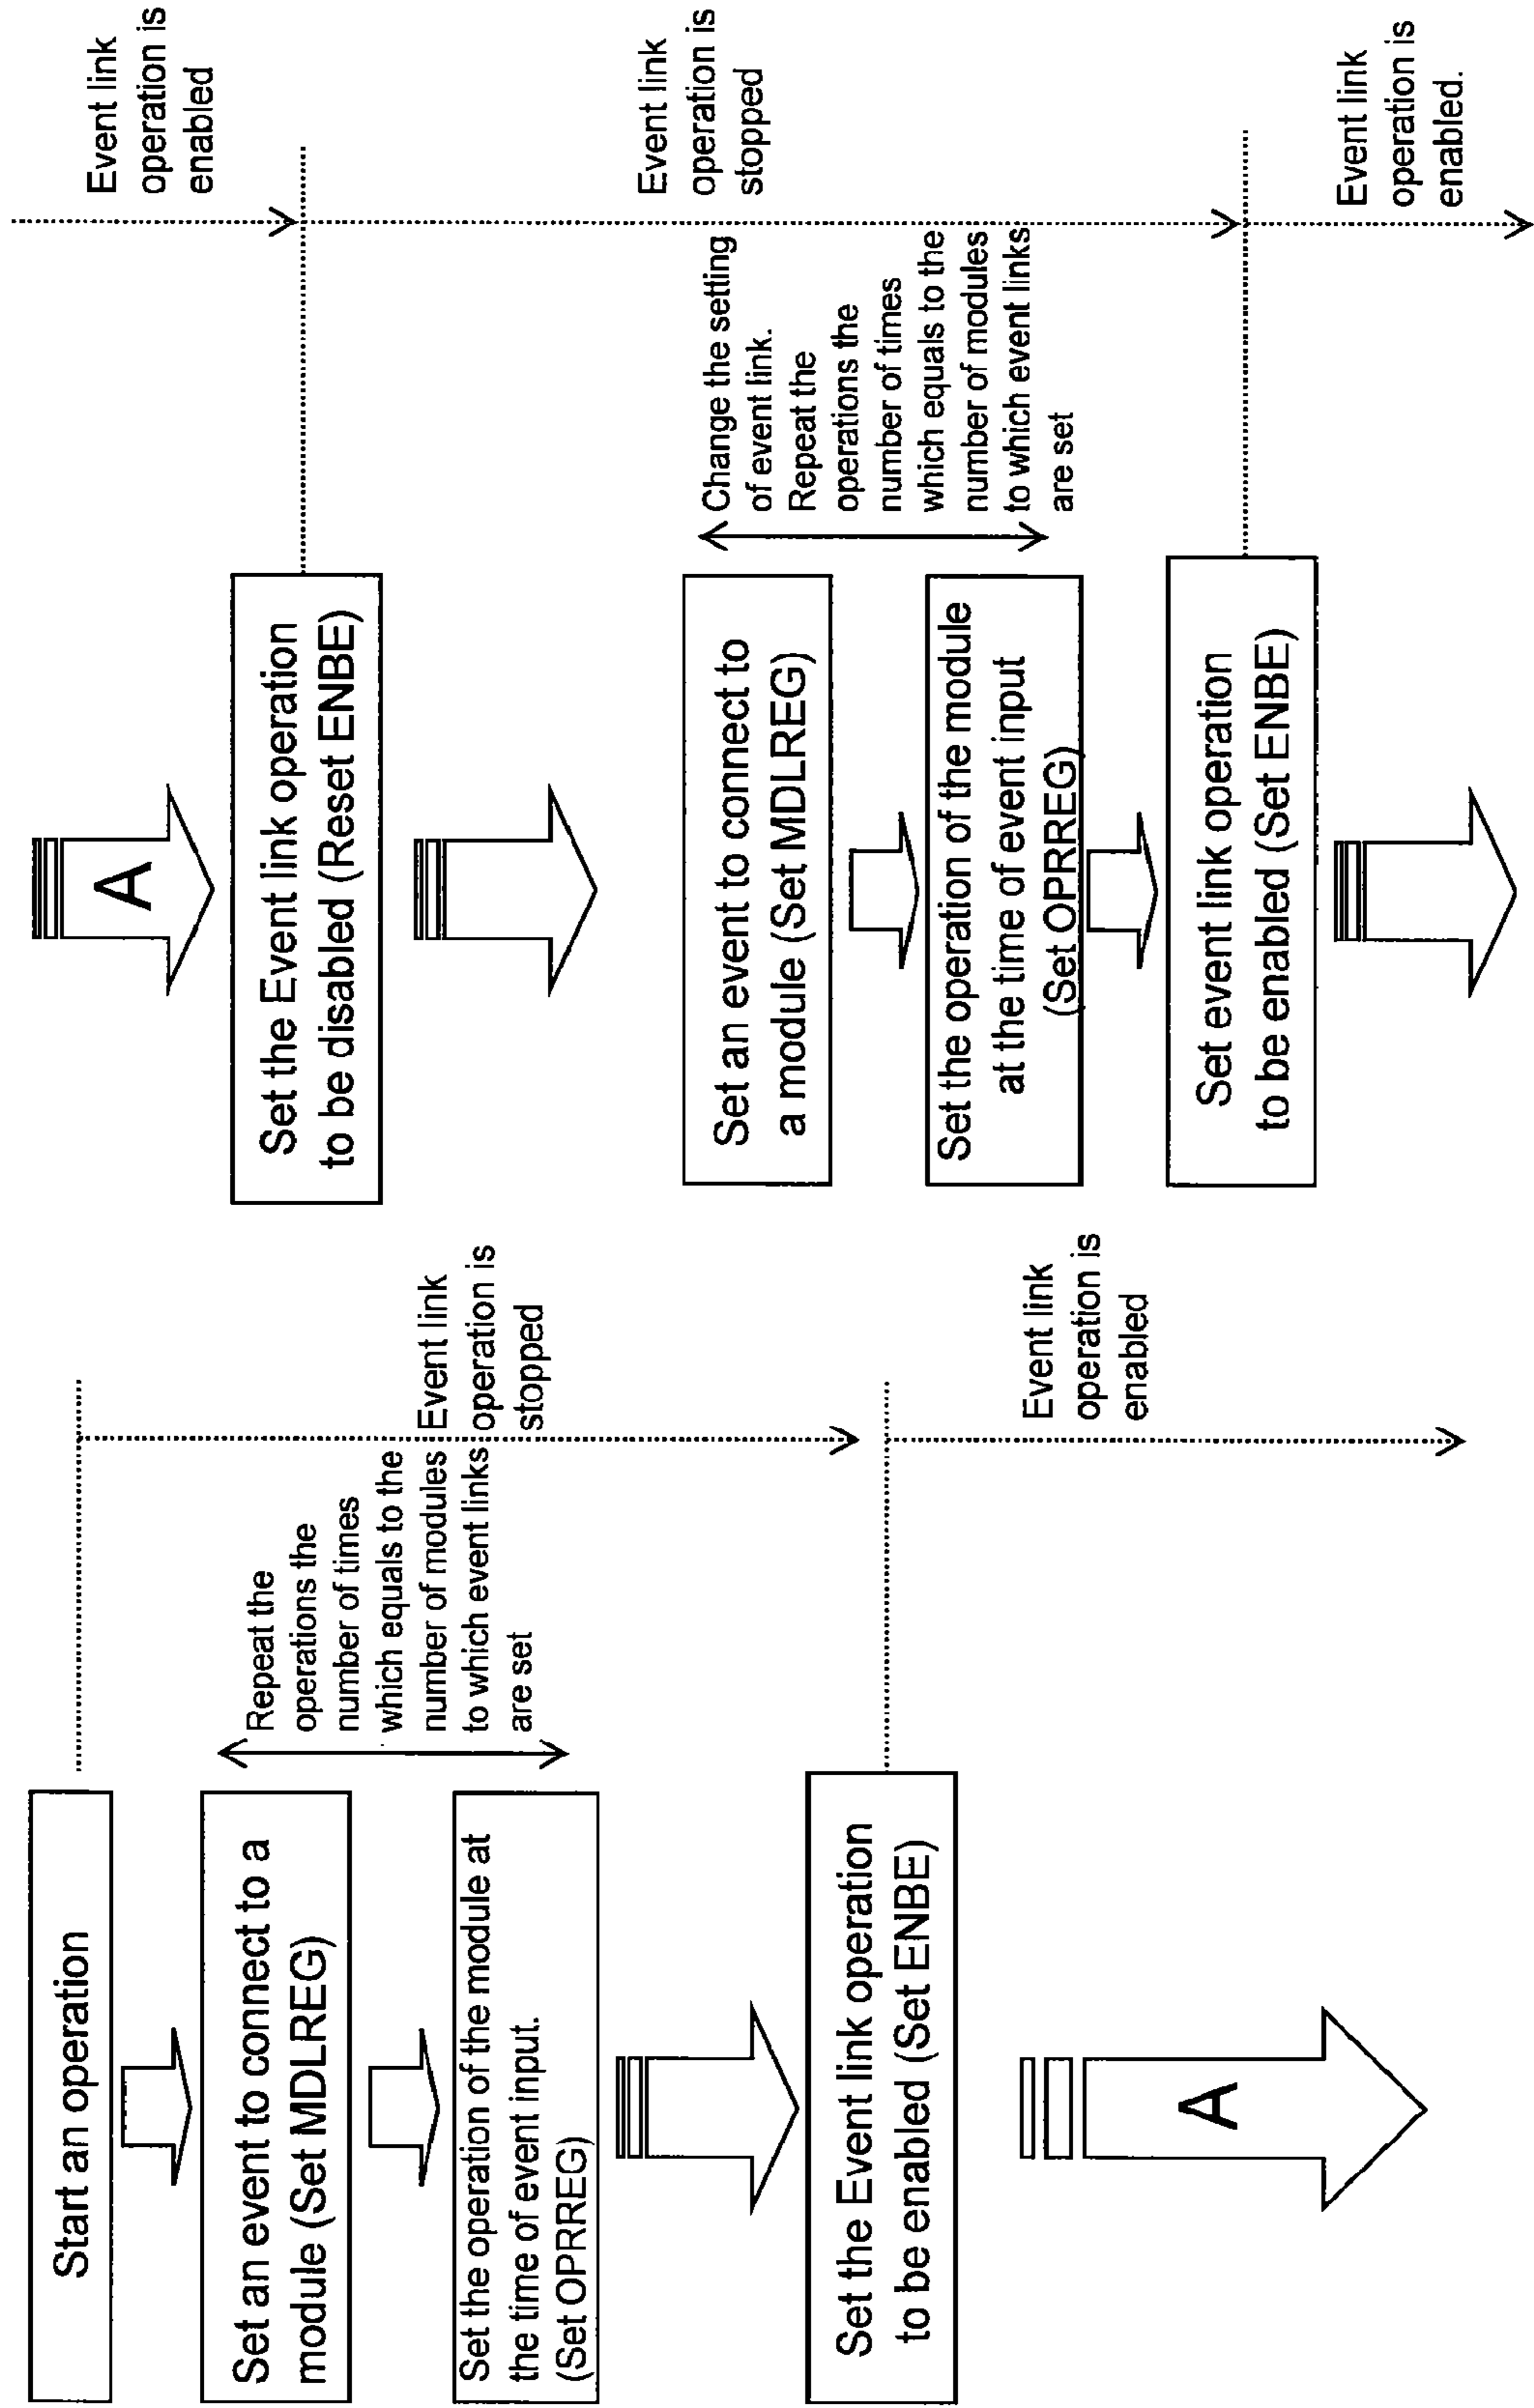 Start an operation
Set an event to connect to a
module (Set MDLREG)
Set the operation of the module at
the time of event input.
(Set OPRREG)
Repeat the
operations the
number of times
which equals to the
number of modules
to which event links
are set
Event link
operation is
stopped
Set the Event link operation
to be enabled (Set ENBE)
Event link
operation is
enabled
A
A
Event link
operation is
enabled
Set the Event link operation
to be disabled (Reset ENBE)
Event link
operation is
stopped
Set an event to connect to
a module (Set MDLREG)
Change the setting
of event link.
Repeat the
operations the
number of times
which equals to the
number of modules
to which event links
are set
Set the operation of the module
at the time of event input
(Set OPRREG)
Set event link operation
to be enabled (Set ENBE)
Event link
operation is
enabled.